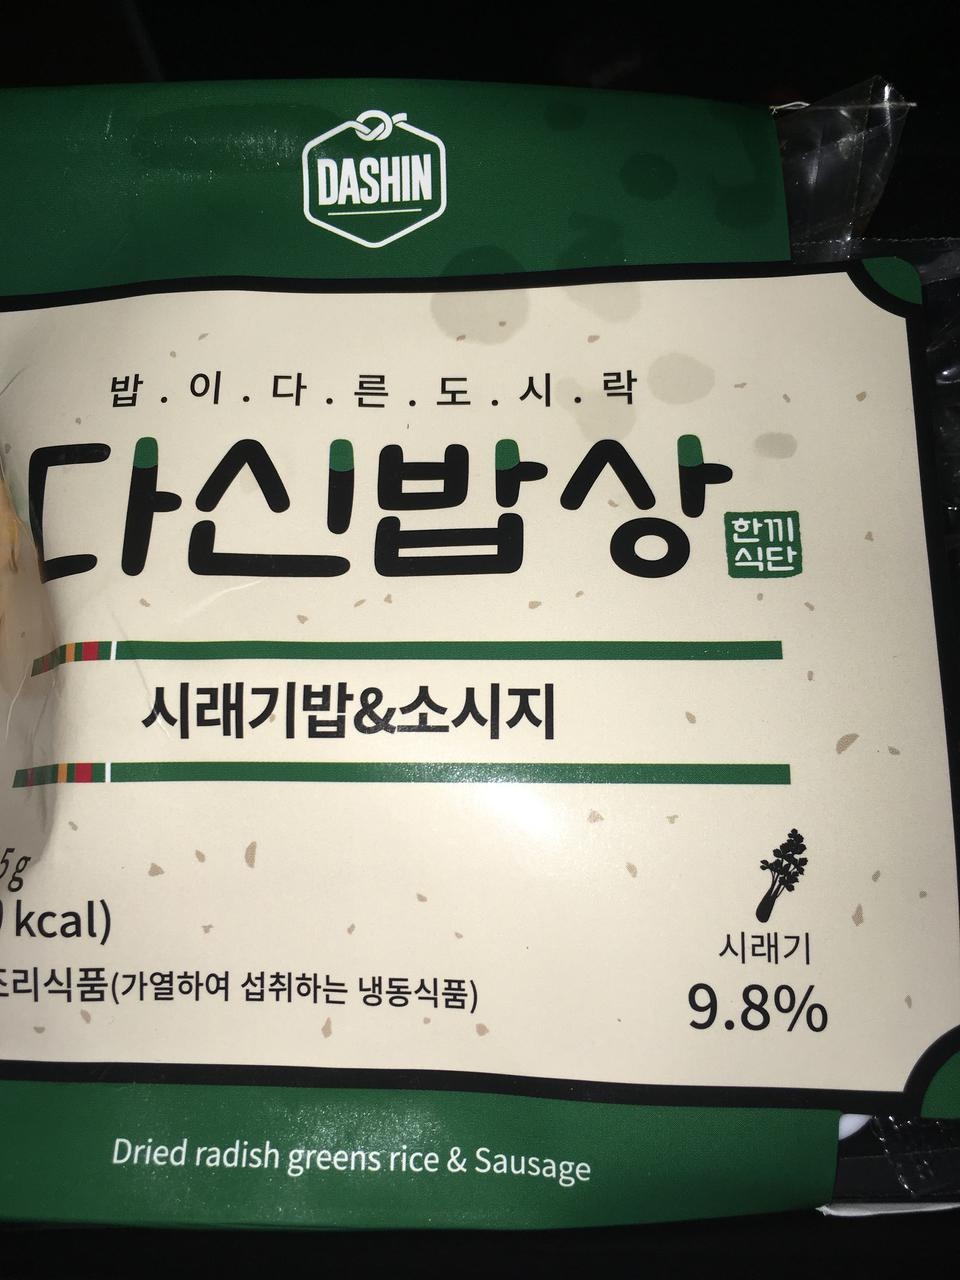 DASHIN
밥.이.다.른.도.시.락
다신밥상
한끼
식단
시래기밥&소시지
5g
kcal)
조리식품(가열하여 섭취하는 냉동식품)
시래기
9.8%
Dried radish greens rice & Sausage